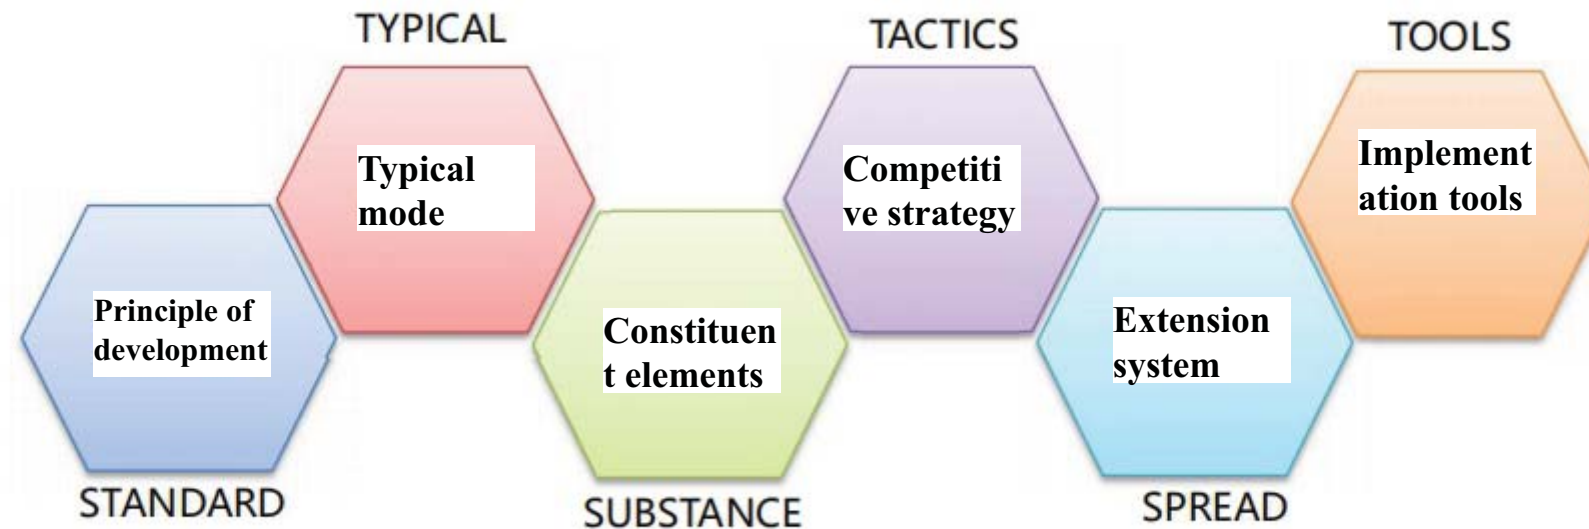 TYPICAL
TACTICS
TOOLS
Typical
mode
Competiti
ve strategy
Implement
ation tools
Principle of
development
Constituen
t elements
Extension
system
STANDARD
SUBSTANCE
SPREAD